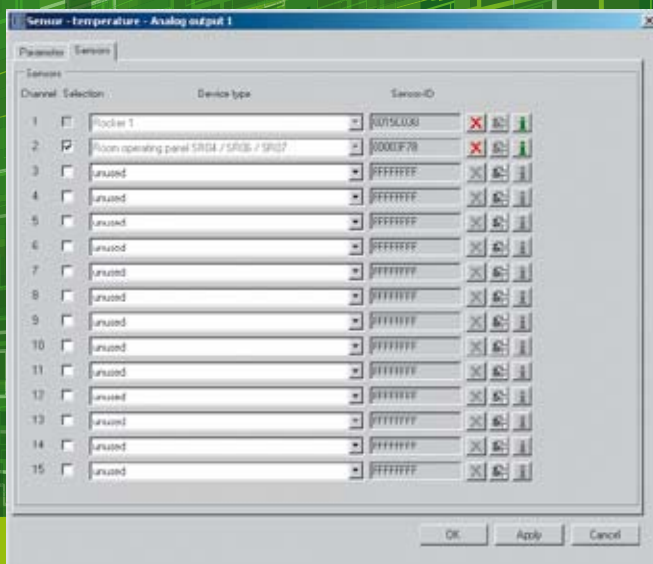 Sensor - temperature - Analog output 1
Parameter Sensors
Sensors
Channel Selection Device type Sensor-ID
1 Rocker 1
2 Room operating panel SR04 / SR06 / SR07 00003F7B
3 unused FFFFFFFF
4 unused FFFFFFFF
5 unused FFFFFFFF
6 unused FFFFFFFF
7 unused FFFFFFFF
8 unused FFFFFFFF
9 unused FFFFFFFF
10 unused FFFFFFFF
11 unused FFFFFFFF
12 unused FFFFFFFF
13 unused FFFFFFFF
14 unused FFFFFFFF
15 unused FFFFFFFF
OK Apply Cancel